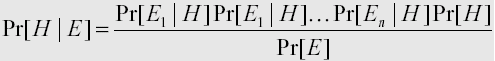 Pr[H | E] = Pr[E₁ | H]Pr[E₁ | H]…Pr[Eₙ | H]Pr[H] / Pr[E]